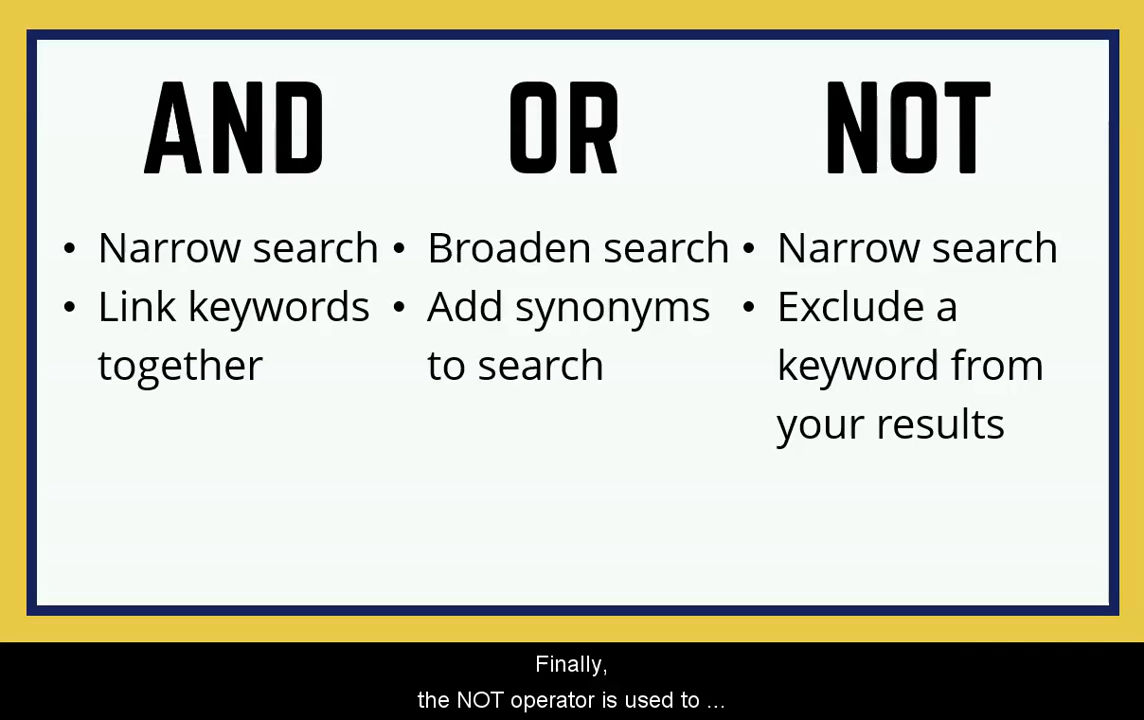 AND
• Narrow search
• Link keywords
together
OR
• Broaden search
• Add synonyms
to search
NOT
• Narrow search
• Exclude a
keyword from
your results
Finally,
the NOT operator is used to ...